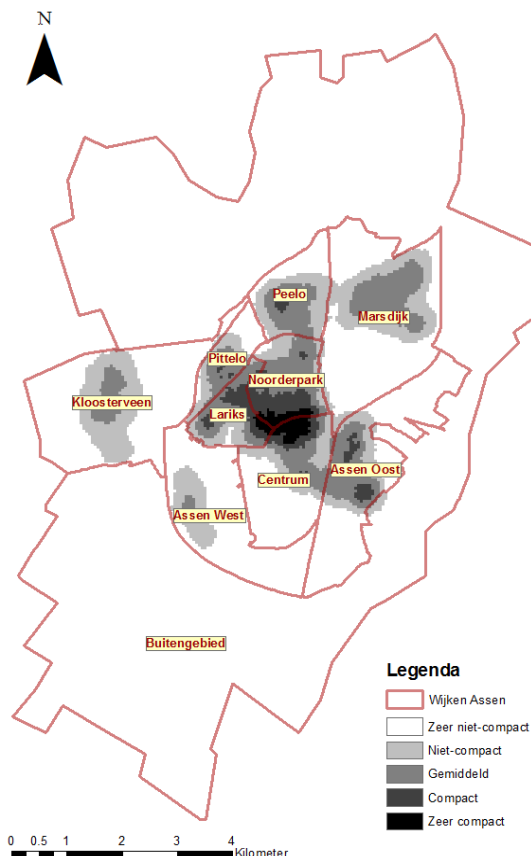 N
Peelo
Marsdijk
Pittelo
Noorderpark
Kloosterveen
Lariks
Assen Oost
Centrum
Assen West
Buitengebied
Legenda
Wijken Assen
Zeer niet-compact
Niet-compact
Gemiddeld
Compact
Zeer compact
0 0.5 1 2 3 4
Kilometer